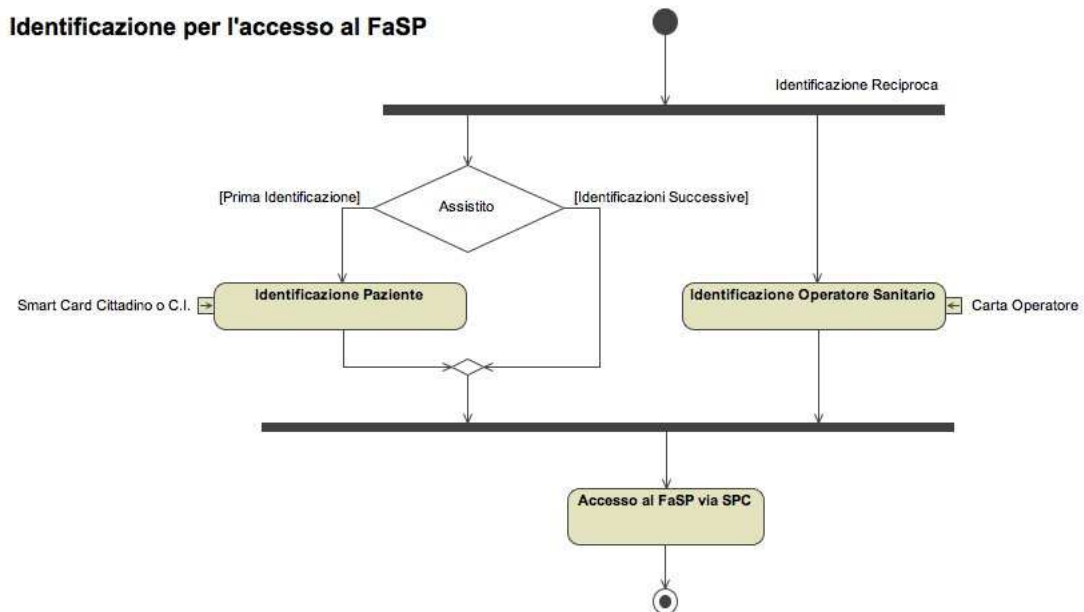 Identificazione per l'accesso al FaSP
Identificazione Reciproca
[Prima Identificazione]
Assistito
[Identificazioni Successive]
Smart Card Cittadino o C.I.
Identificazione Paziente
Identificazione Operatore Sanitario
Carta Operatore
Accesso al FaSP via SPC